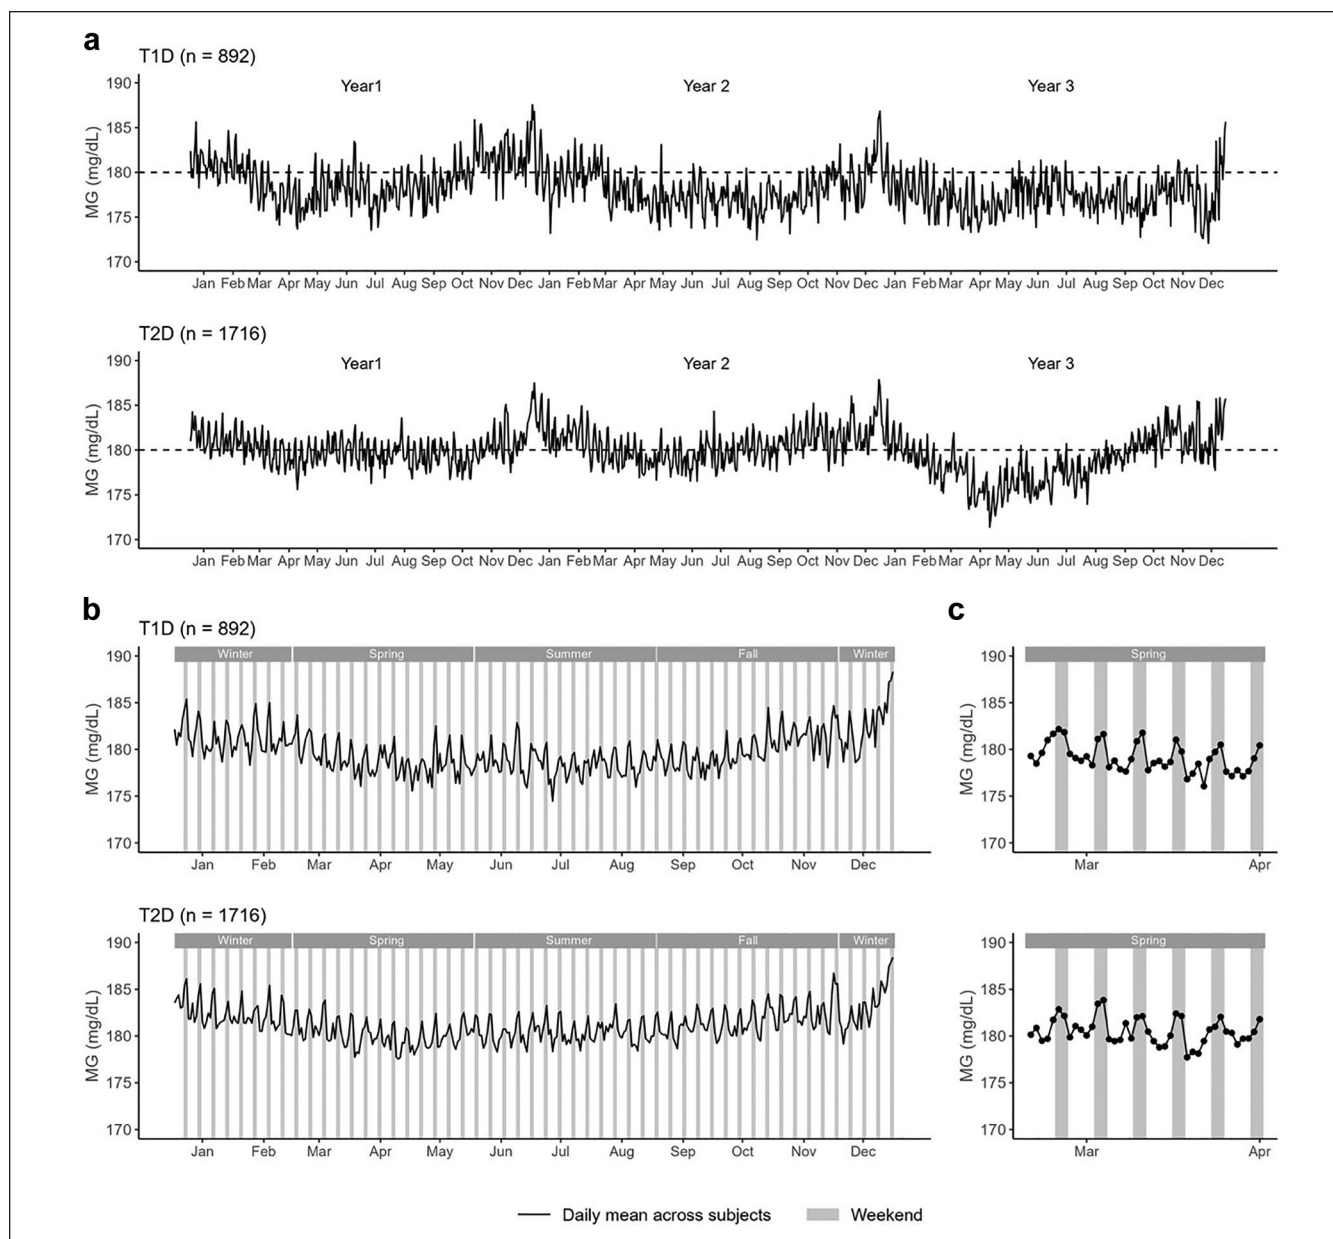 a
T1D (n = 892)
Year1 Year 2 Year 3
MG (mg/dL)
190
185
180
175
170
Jan Feb Mar Apr May Jun Jul Aug Sep Oct Nov Dec Jan Feb Mar Apr May Jun Jul Aug Sep Oct Nov Dec Jan Feb Mar Apr May Jun Jul Aug Sep Oct Nov Dec
T2D (n = 1716)
Year1 Year 2 Year 3
MG (mg/dL)
190
185
180
175
170
Jan Feb Mar Apr May Jun Jul Aug Sep Oct Nov Dec Jan Feb Mar Apr May Jun Jul Aug Sep Oct Nov Dec Jan Feb Mar Apr May Jun Jul Aug Sep Oct Nov Dec
b
T1D (n = 892)
Winter Spring Summer Fall Winter
MG (mg/dL)
190
185
180
175
170
Jan Feb Mar Apr May Jun Jul Aug Sep Oct Nov Dec
T2D (n = 1716)
Winter Spring Summer Fall Winter
MG (mg/dL)
190
185
180
175
170
Jan Feb Mar Apr May Jun Jul Aug Sep Oct Nov Dec
c
Spring
MG (mg/dL)
190
185
180
175
170
Mar Apr
Spring
MG (mg/dL)
190
185
180
175
170
Mar Apr
Daily mean across subjects Weekend